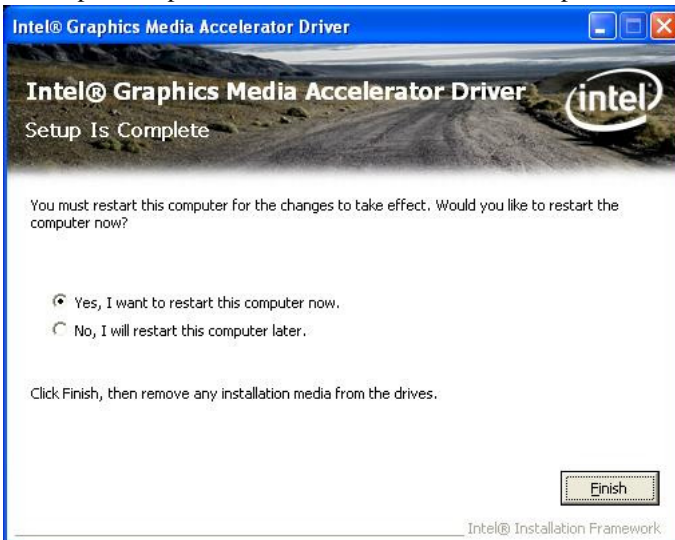 Intel® Graphics Media Accelerator Driver
Intel® Graphics Media Accelerator Driver
intel
Setup Is Complete
You must restart this computer for the changes to take effect. Would you like to restart the
computer now?
Yes, I want to restart this computer now.
No, I will restart this computer later.
Click Finish, then remove any installation media from the drives.
Finish
Intel® Installation Framework